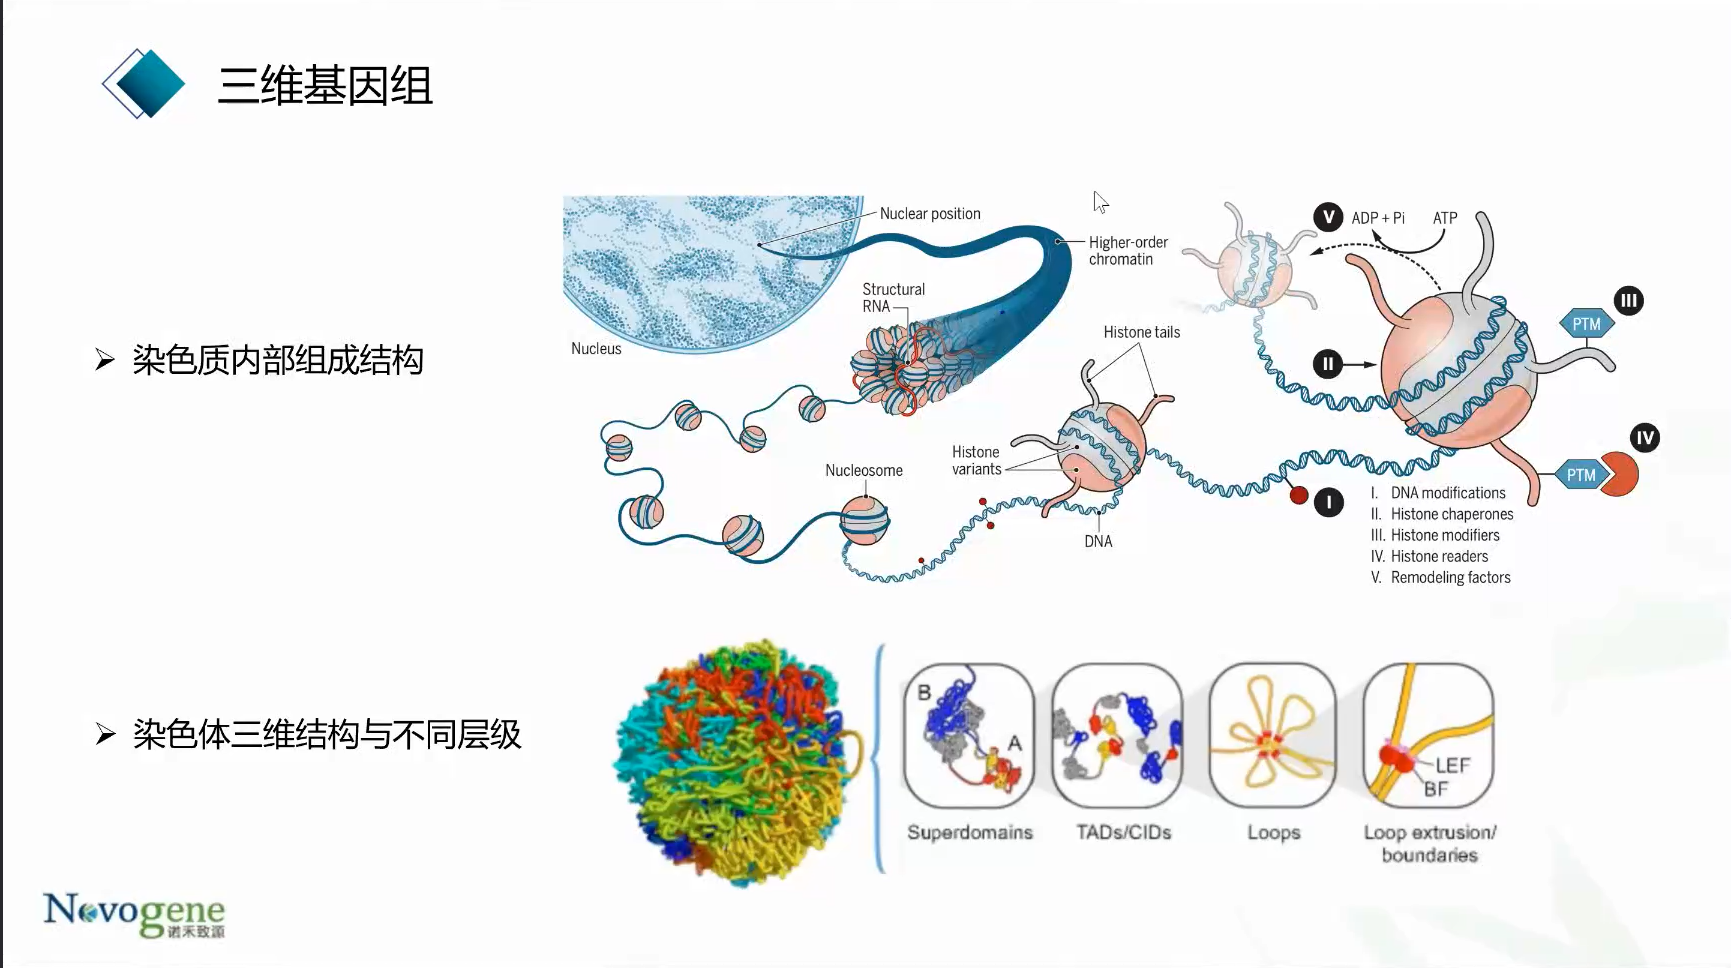 三维基因组
染色质内部组成结构
Nuclear position
Higher-order
chromatin
Structural
RNA
Nucleus
Histone tails
Histone
variants
Nucleosome
DNA
V
ADP + Pi
ATP
III
PTM
II
IV
PTM
I
I. DNA modifications
II. Histone chaperones
III. Histone modifiers
IV. Histone readers
V. Remodeling factors
染色体三维结构与不同层级
B
A
LEF
BF
Superdomains
TADs/CIDs
Loops
Loop extrusion/
boundaries
Novogene
诺禾致源